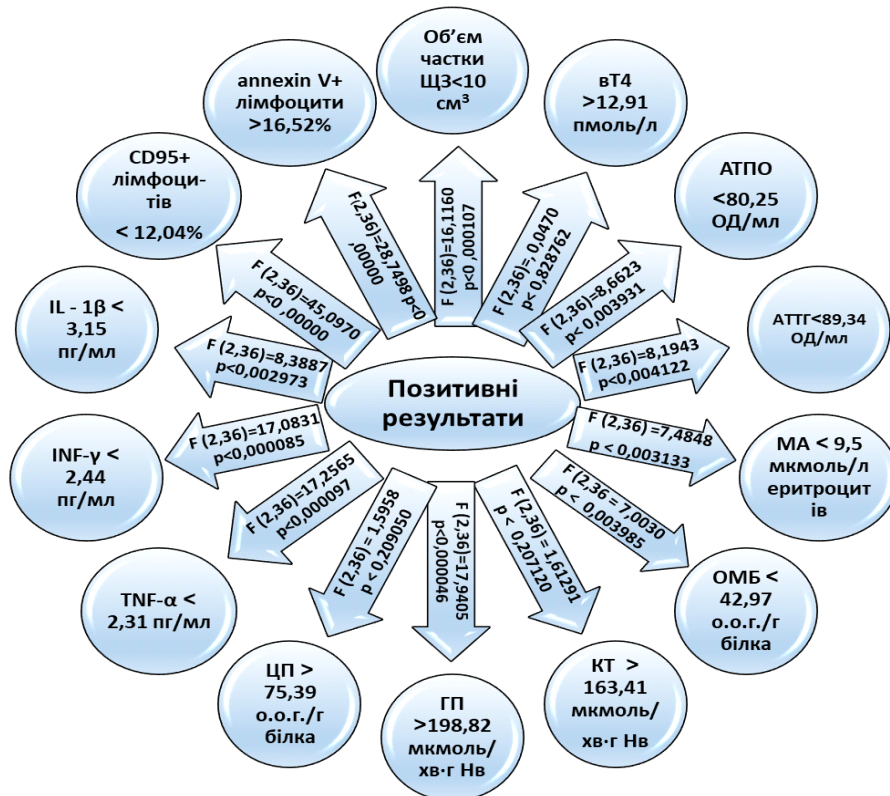 Об’єм
частки
ЩЗ<10
см³
F (2,36)=16,1160
p<0 ,000107
вТ4
>12,91
пмоль/л
F (2,36)=,0,0470
p< 0,828762
АТПО
<80,25
ОД/мл
F (2,36)=8,6623
p< 0,003931
АТТГ<89,34
ОД/мл
F (2,36)=8,1943
p<0,004122
МА < 9,5
мкмоль/л
еритроцит
ів
F (2,36) =7,4848
p < 0,003133
ОМБ <
42,97
о.о.г./г
білка
F (2,36 = 7,0030
p < 0,003985
КТ >
163,41
мкмоль/
хв·г Нв
F (2,36) = 1,61291
p < 0,207120
ГП
>198,82
мкмоль/
хв·г Нв
F (2,36)=17,9405
p<0,000046
ЦП >
75,39
о.о.г./г
білка
F (2,36) = 1,5958
p < 0,209050
TNF-α <
2,31 пг/мл
F (2,36)=17,2565
p<0,000097
INF-γ <
2,44
пг/мл
F (2,36)=17,0831
p<0,000085
IL - 1β <
3,15
пг/мл
F (2,36)=8,3887
p<0,002973
CD95+
лімфоци-
тів
< 12,04%
F (2,36)=45,0970
p<0 ,00000
annexin V+
лімфоцити
>16,52%
F(2,36)=28,7498 p<0
,00000
Позитивні
результати